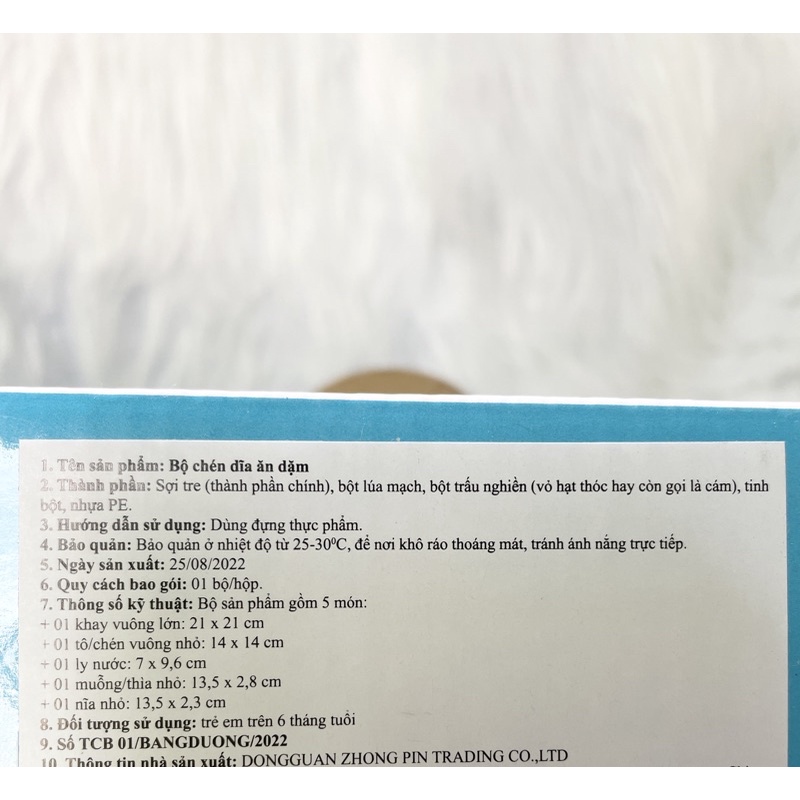 1. Tên sản phẩm: Bộ chén dĩa ăn dặm
2. Thành phần: Sợi tre (thành phần chính), bột lúa mạch, bột trấu nghiền (vỏ hạt thóc hay còn gọi là cám), tinh
bột, nhựa PE.
3. Hướng dẫn sử dụng: Dùng đựng thực phẩm.
4. Bảo quản: Bảo quản ở nhiệt độ từ 25-30⁰C, để nơi khô ráo thoáng mát, tránh ánh nắng trực tiếp.
5. Ngày sản xuất: 25/08/2022
6. Quy cách bao gói: 01 bộ/hộp.
7. Thông số kỹ thuật: Bộ sản phẩm gồm 5 món:
+ 01 khay vuông lớn: 21 x 21 cm
+ 01 tô/chén vuông nhỏ: 14 x 14 cm
+ 01 ly nước: 7 x 9,6 cm
+ 01 muỗng/thìa nhỏ: 13,5 x 2,8 cm
+ 01 nĩa nhỏ: 13,5 x 2,3 cm
8. Đối tượng sử dụng: trẻ em trên 6 tháng tuổi
9. Số TCB 01/BANGDUONG/2022
10. Thông tin nhà sản xuất: DONGGUAN ZHONG PIN TRADING CO.,LTD